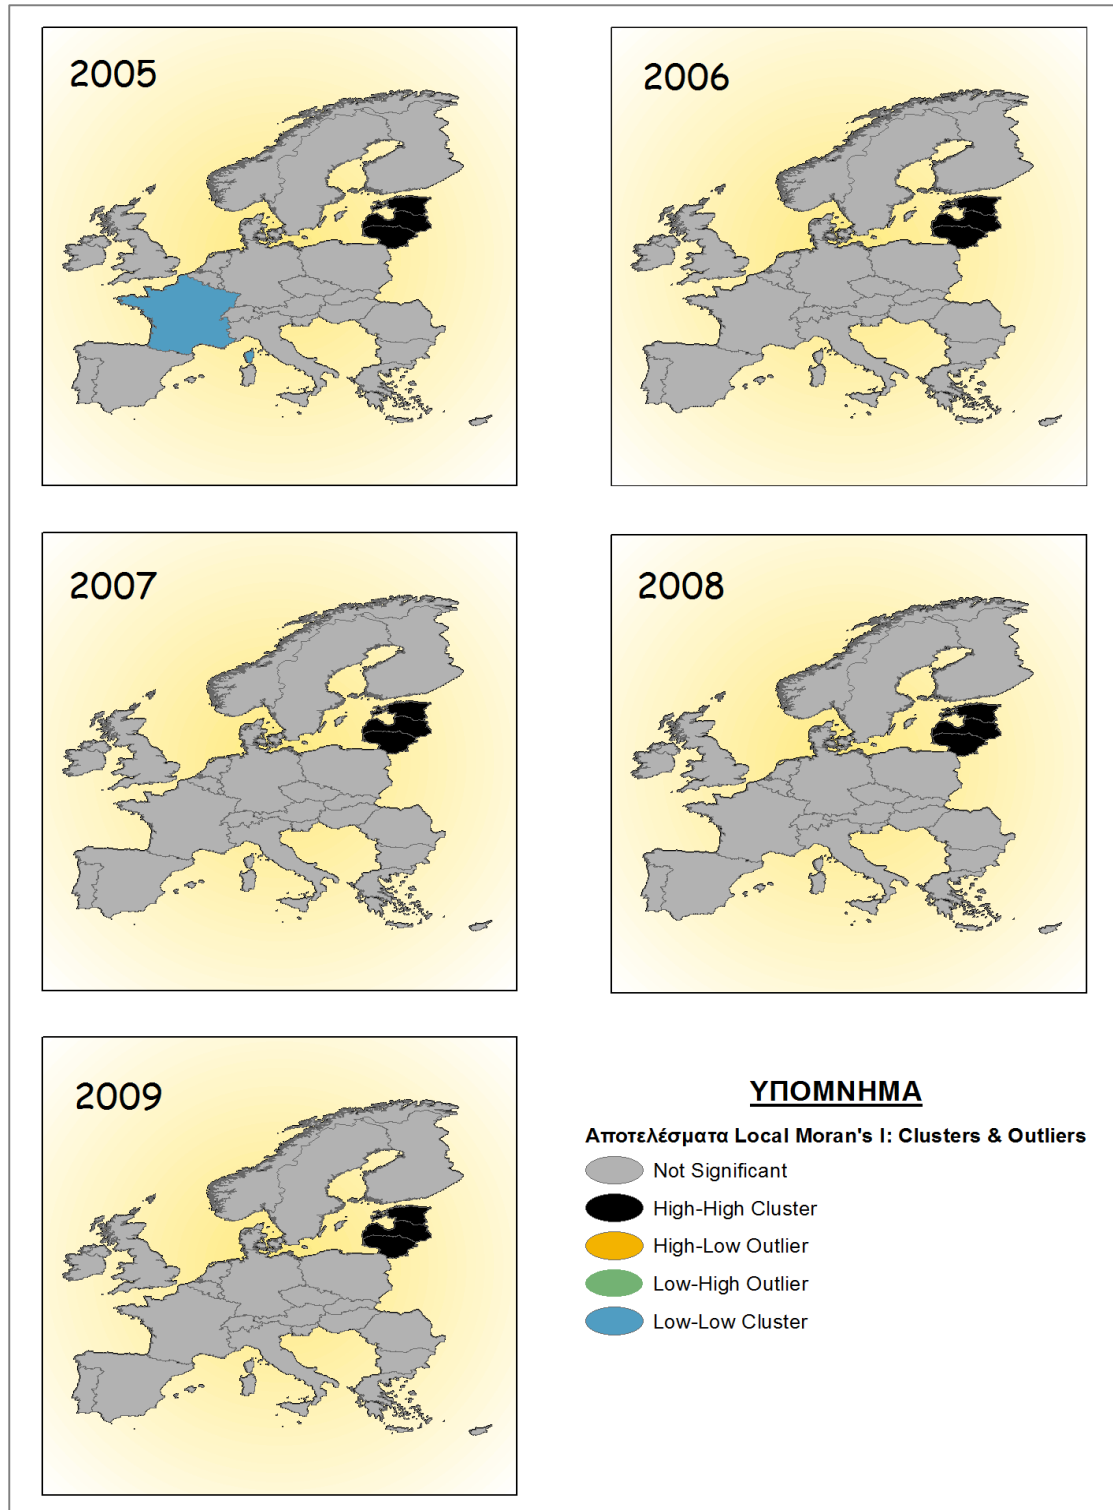 2005
2006
2007
2008
2009
ΥΠΟΜΝΗΜΑ
Αποτελέσματα Local Moran's I: Clusters & Outliers
Not Significant
High-High Cluster
High-Low Outlier
Low-High Outlier
Low-Low Cluster